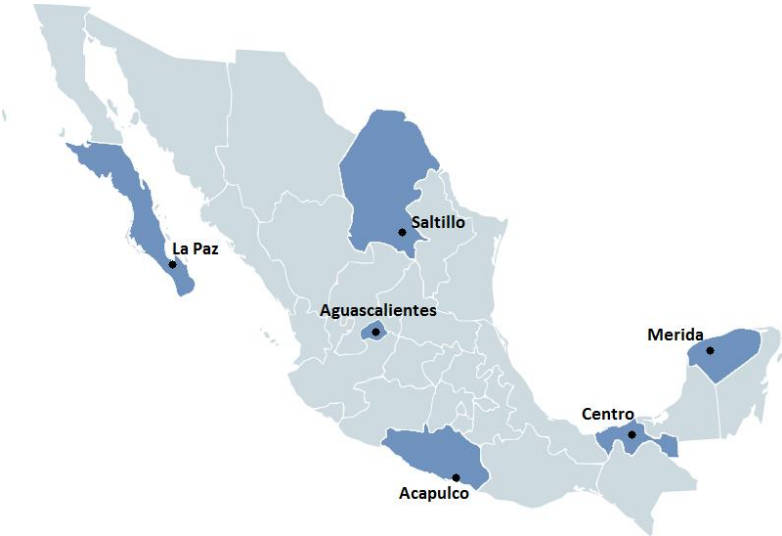 Saltillo
La Paz
Aguascalientes
Merida
Centro
Acapulco